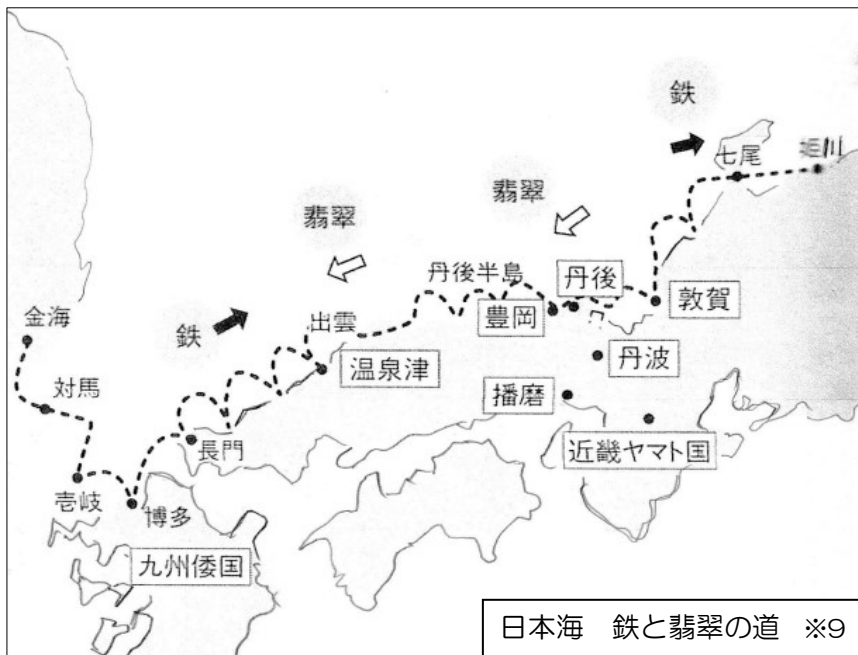 鉄
七尾
翡翠
翡翠
丹後半島
丹後
金海
鉄
出雲
豊岡
敦賀
対馬
温泉津
丹波
長門
播磨
壱岐
博多
近畿ヤマト国
九州倭国
日本海 鉄と翡翠の道 ※9